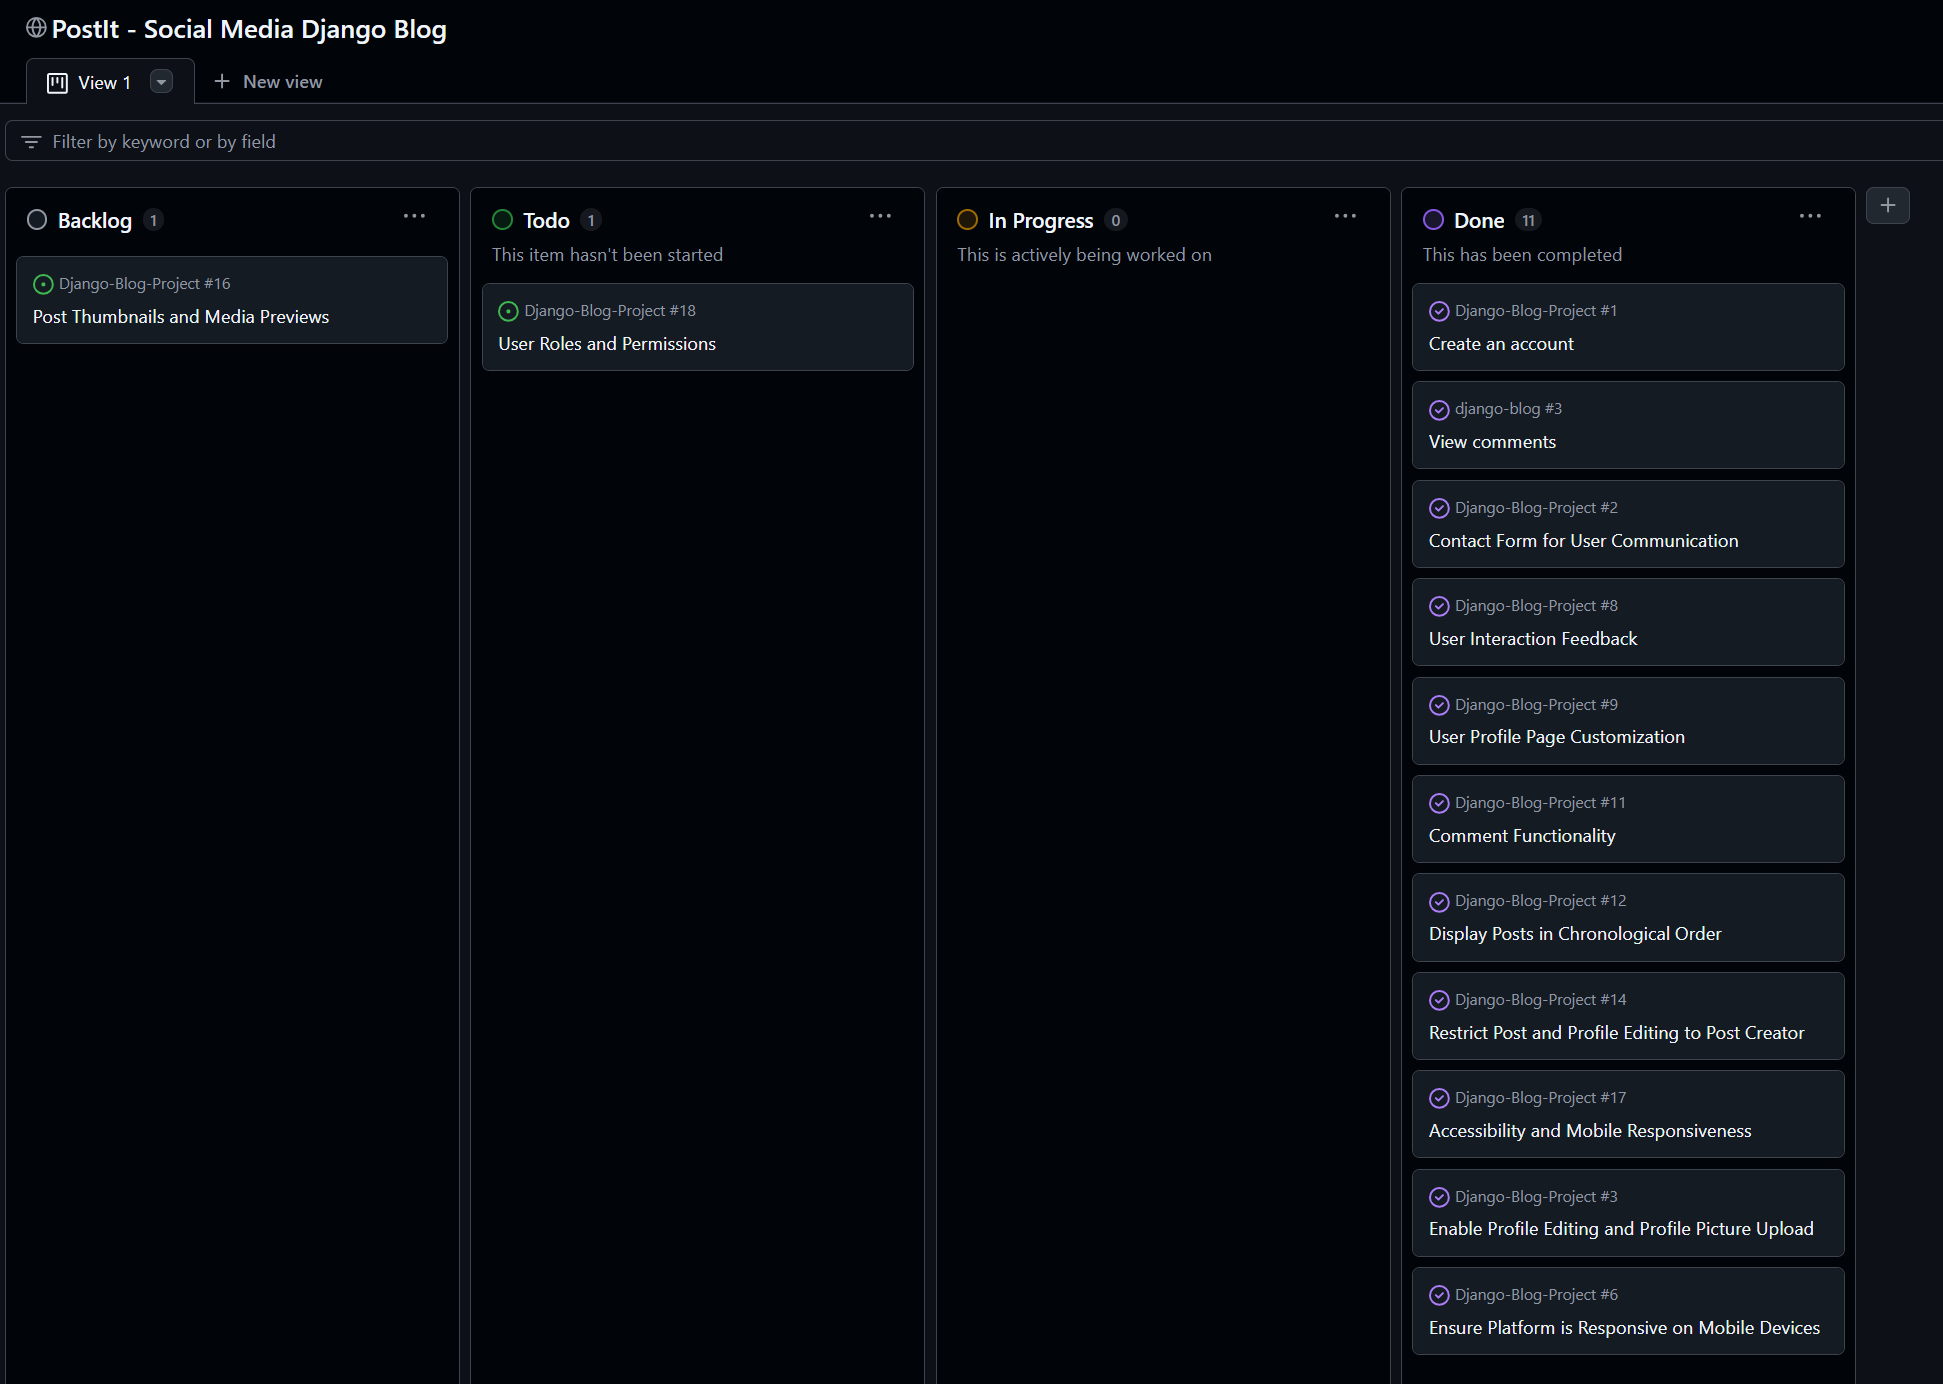 PostIt - Social Media Django Blog
View 1
New view
Filter by keyword or by field
Backlog 1
Django-Blog-Project #16
Post Thumbnails and Media Previews
Todo 1
This item hasn't been started
Django-Blog-Project #18
User Roles and Permissions
In Progress 0
This is actively being worked on
Done 11
This has been completed
Django-Blog-Project #1
Create an account
django-blog #3
View comments
Django-Blog-Project #2
Contact Form for User Communication
Django-Blog-Project #8
User Interaction Feedback
Django-Blog-Project #9
User Profile Page Customization
Django-Blog-Project #11
Comment Functionality
Django-Blog-Project #12
Display Posts in Chronological Order
Django-Blog-Project #14
Restrict Post and Profile Editing to Post Creator
Django-Blog-Project #17
Accessibility and Mobile Responsiveness
Django-Blog-Project #3
Enable Profile Editing and Profile Picture Upload
Django-Blog-Project #6
Ensure Platform is Responsive on Mobile Devices